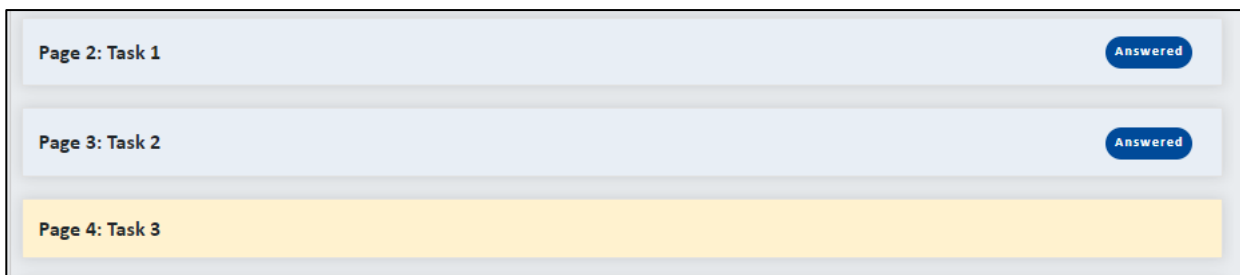 Page 2: Task 1 Answered
Page 3: Task 2 Answered
Page 4: Task 3